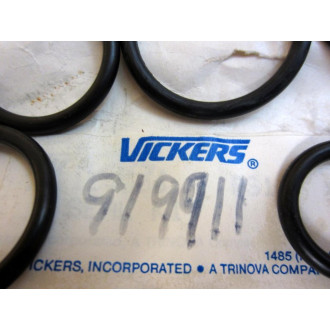 VICKERS®
919911
1485 (
ICKERS, INCORPORATED • A TRINOVA COMPA